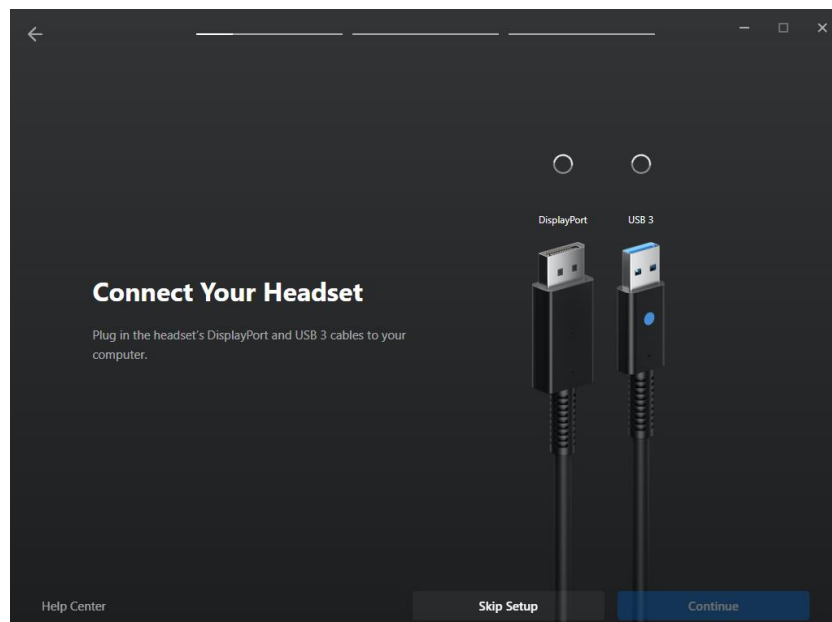 DisplayPort
USB 3
Connect Your Headset
Plug in the headset's DisplayPort and USB 3 cables to your
computer.
Help Center
Skip Setup
Continue